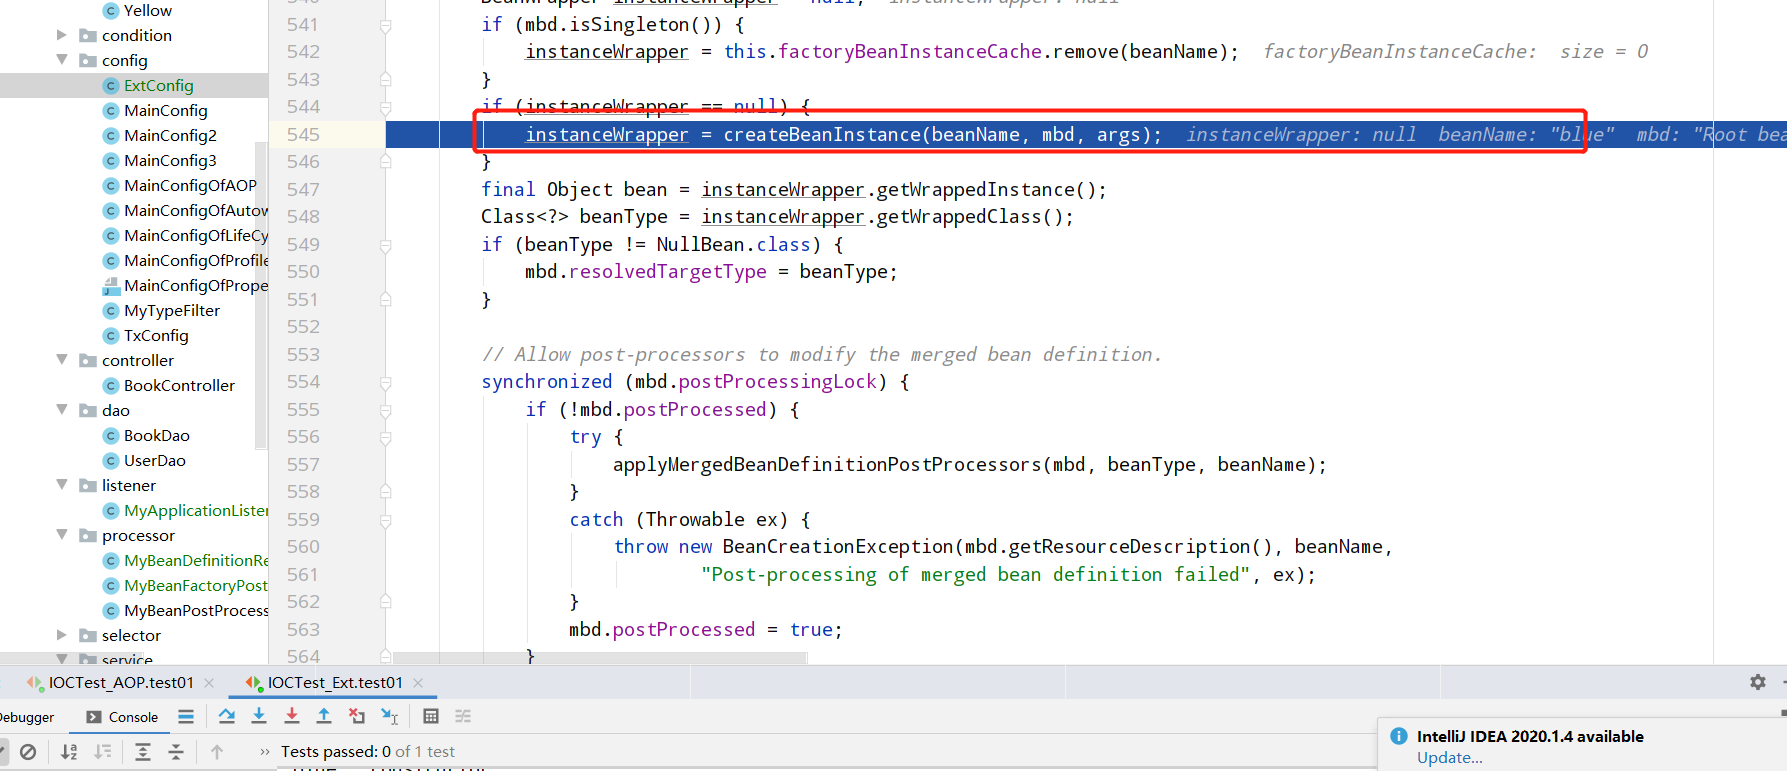 Yellow
condition
config
ExtConfig
MainConfig
MainConfig2
MainConfig3
MainConfigOfAOP
MainConfigOfAutow
MainConfigOfLifeCy
MainConfigOfProfile
MainConfigOfPrope
MyTypeFilter
TxConfig
controller
BookController
dao
BookDao
UserDao
listener
MyApplicationListen
processor
MyBeanDefinitionRe
MyBeanFactoryPost
MyBeanPostProcess
selector
service
541 if (mbd.isSingleton()) {
542 instanceWrapper = this.factoryBeanInstanceCache.remove(beanName); factoryBeanInstanceCache: size = 0
543 }
544 if (instanceWrapper == null) {
545 instanceWrapper = createBeanInstance(beanName, mbd, args); instanceWrapper: null beanName: "blue" mbd: "Root bea
546 }
547 final Object bean = instanceWrapper.getWrappedInstance();
548 Class<?> beanType = instanceWrapper.getWrappedClass();
549 if (beanType != NullBean.class) {
550 mbd.resolvedTargetType = beanType;
551 }
552
553 // Allow post-processors to modify the merged bean definition.
554 synchronized (mbd.postProcessingLock) {
555 if (!mbd.postProcessed) {
556 try {
557 applyMergedBeanDefinitionPostProcessors(mbd, beanType, beanName);
558 }
559 catch (Throwable ex) {
560 throw new BeanCreationException(mbd.getResourceDescription(), beanName,
561 "Post-processing of merged bean definition failed", ex);
562 }
563 mbd.postProcessed = true;
564 }
IOCTest_AOP.test01 × IOCTest_Ext.test01 ×
Debugger Console
Tests passed: 0 of 1 test
IntelliJ IDEA 2020.1.4 available
Update...